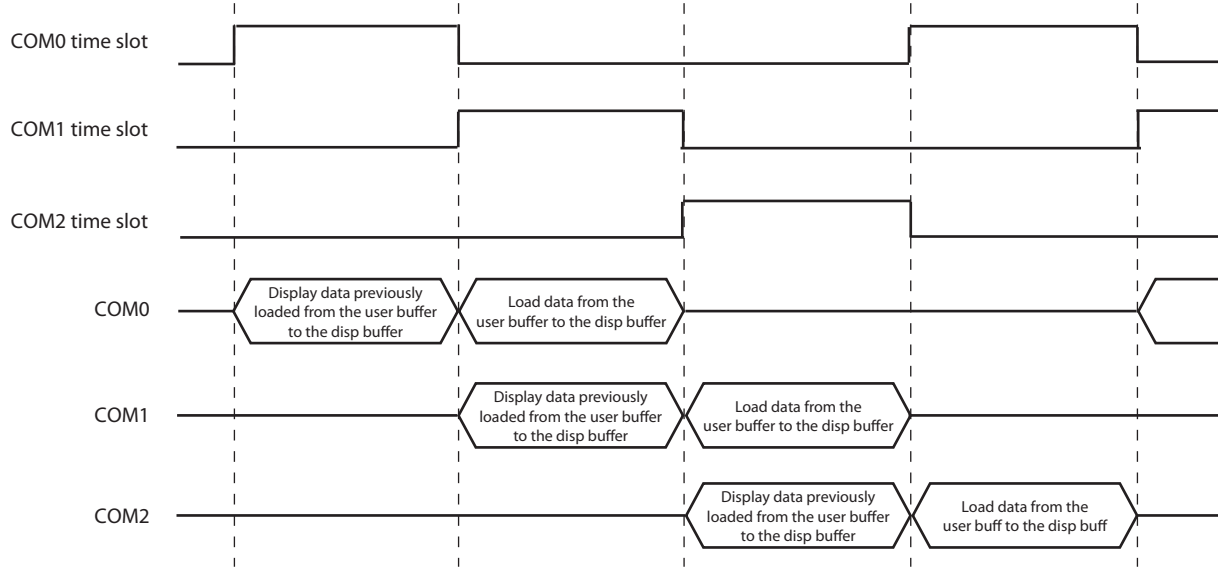 COM0 time slot
COM1 time slot
COM2 time slot
COM0
Display data previously
loaded from the user buffer
to the disp buffer
Load data from the
user buffer to the disp buffer
COM1
Display data previously
loaded from the user buffer
to the disp buffer
Load data from the
user buffer to the disp buffer
COM2
Display data previously
loaded from the user buffer
to the disp buffer
Load data from the
user buff to the disp buff